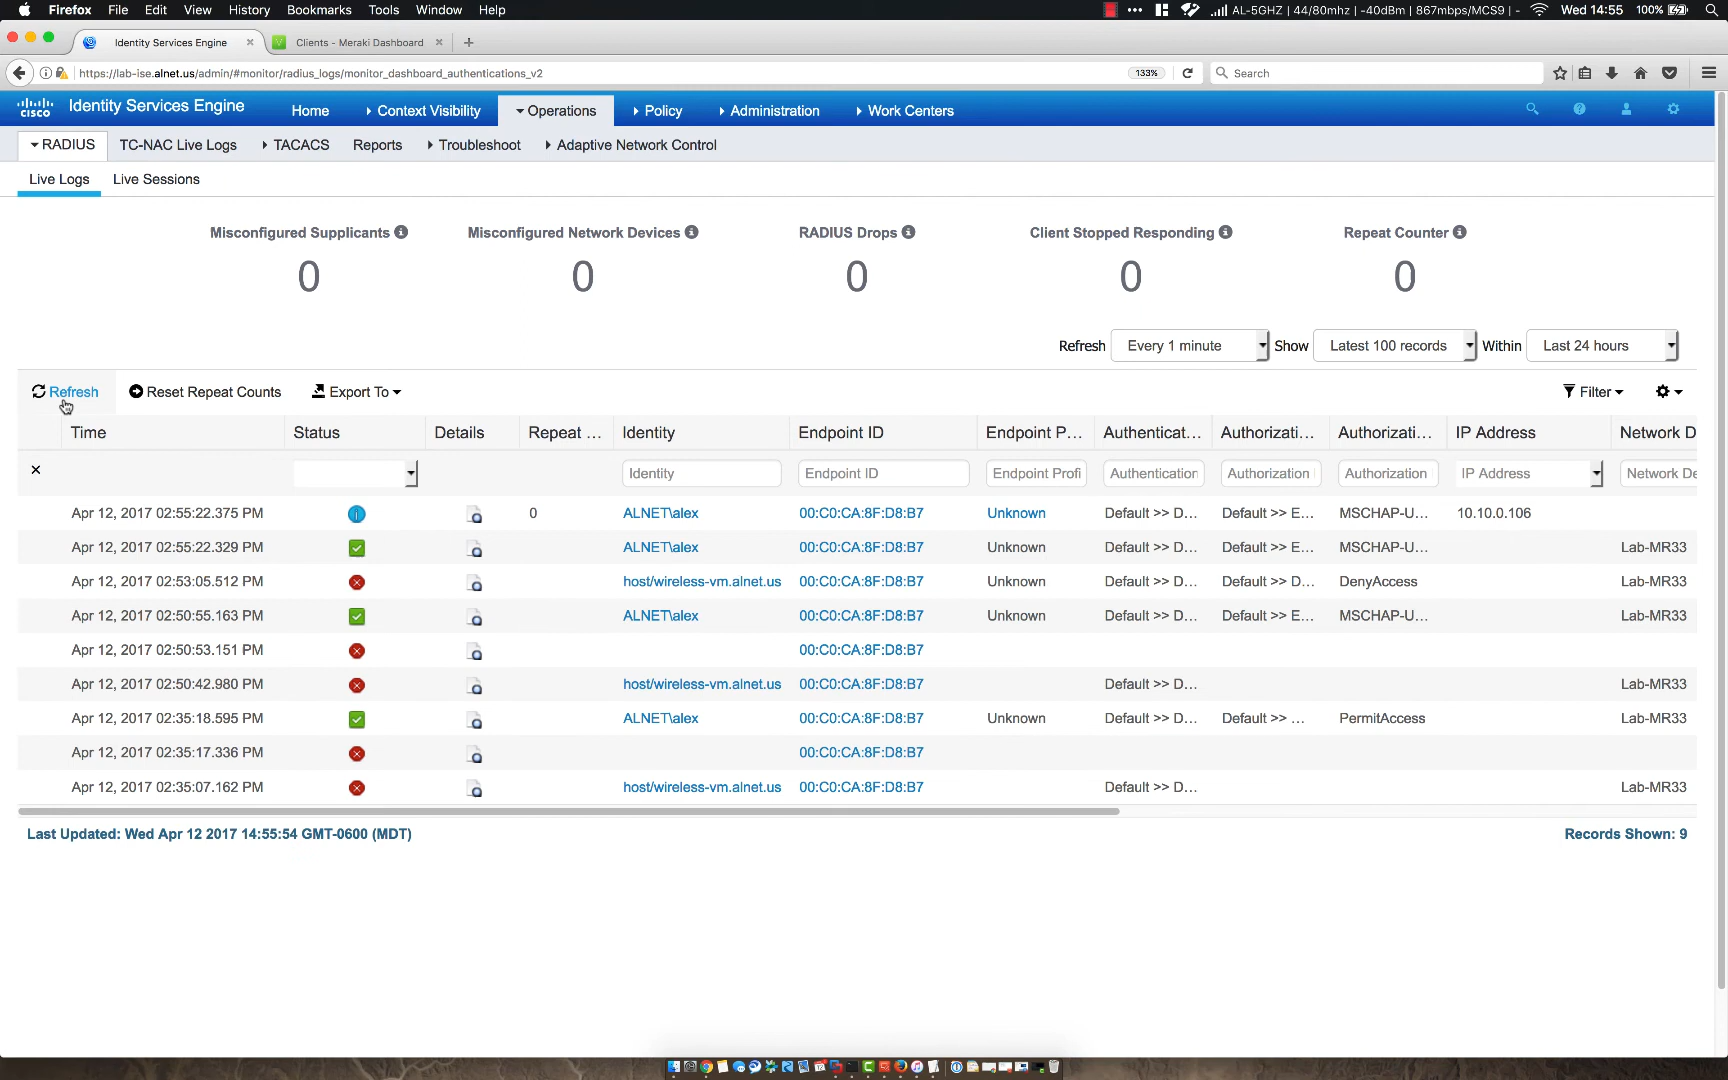 Firefox File Edit View History Bookmarks Tools Window Help AL-5GHZ | 44/80mhz | -40dBm | 867mbps/MCS9 | - Wed 14:55 100%
Identity Services Engine × Clients - Meraki Dashboard × +
https://lab-ise.alnet.us/admin/#monitor/radius_logs/monitor_dashboard_authentications_v2 133% Search
cisco Identity Services Engine Home Context Visibility Operations Policy Administration Work Centers
RADIUS TC-NAC Live Logs TACACS Reports Troubleshoot Adaptive Network Control
Live Logs Live Sessions
Misconfigured Supplicants Misconfigured Network Devices RADIUS Drops Client Stopped Responding Repeat Counter
0 0 0 0 0
Refresh Every 1 minute Show Latest 100 records Within Last 24 hours
Refresh Reset Repeat Counts Export To Filter
Time Status Details Repeat ... Identity Endpoint ID Endpoint P... Authenticat... Authorizati... Authorizati... IP Address Network D
× Identity Endpoint ID Endpoint Profi Authentication Authorization Authorization IP Address Network De
Apr 12, 2017 02:55:22.375 PM 0 ALNET\alex 00:C0:CA:8F:D8:B7 Unknown Default >> D... Default >> E... MSCHAP-U... 10.10.0.106
Apr 12, 2017 02:55:22.329 PM ALNET\alex 00:C0:CA:8F:D8:B7 Unknown Default >> D... Default >> E... MSCHAP-U... Lab-MR33
Apr 12, 2017 02:53:05.512 PM host/wireless-vm.alnet.us 00:C0:CA:8F:D8:B7 Unknown Default >> D... Default >> D... DenyAccess Lab-MR33
Apr 12, 2017 02:50:55.163 PM ALNET\alex 00:C0:CA:8F:D8:B7 Unknown Default >> D... Default >> E... MSCHAP-U... Lab-MR33
Apr 12, 2017 02:50:53.151 PM 00:C0:CA:8F:D8:B7
Apr 12, 2017 02:50:42.980 PM host/wireless-vm.alnet.us 00:C0:CA:8F:D8:B7 Default >> D... Lab-MR33
Apr 12, 2017 02:35:18.595 PM ALNET\alex 00:C0:CA:8F:D8:B7 Unknown Default >> D... Default >> ... PermitAccess Lab-MR33
Apr 12, 2017 02:35:17.336 PM 00:C0:CA:8F:D8:B7
Apr 12, 2017 02:35:07.162 PM host/wireless-vm.alnet.us 00:C0:CA:8F:D8:B7 Default >> D... Lab-MR33
Last Updated: Wed Apr 12 2017 14:55:54 GMT-0600 (MDT) Records Shown: 9